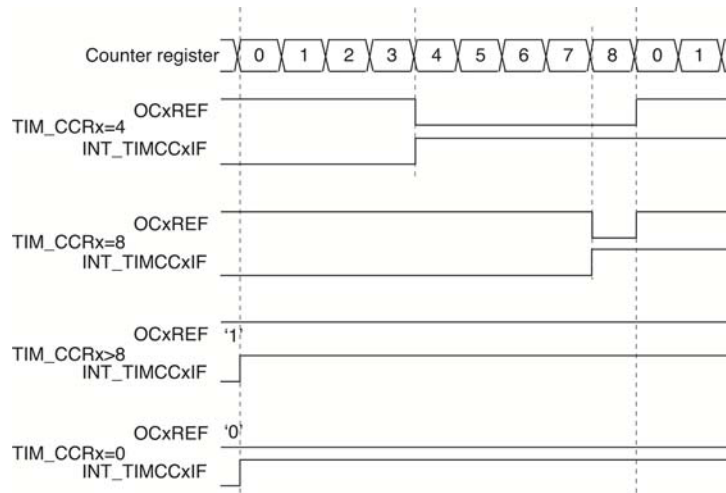 Counter register 0 1 2 3 4 5 6 7 8 0 1
OCxREF
TIM_CCRx=4
INT_TIMCCxIF
OCxREF
TIM_CCRx=8
INT_TIMCCxIF
OCxREF '1'
TIM_CCRx>8
INT_TIMCCxIF
OCxREF '0'
TIM_CCRx=0
INT_TIMCCxIF